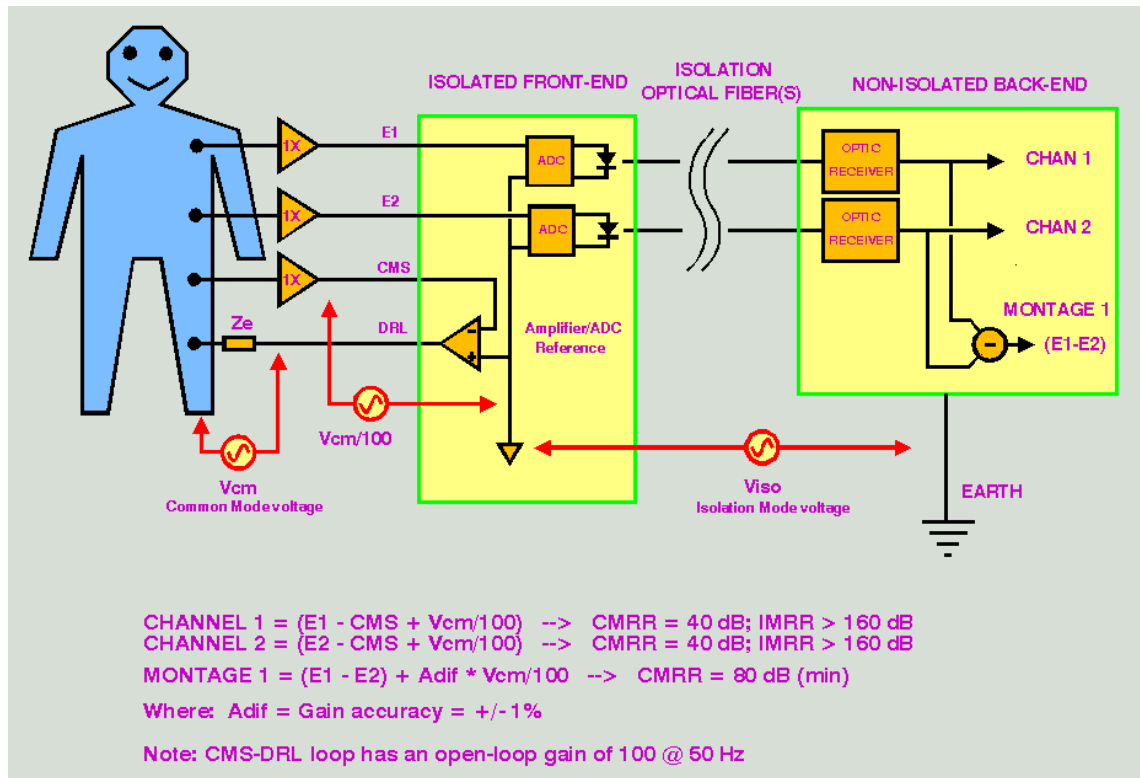 ISOLATED FRONT-END
ISOLATION
OPTICAL FIBER(S)
NON-ISOLATED BACK-END
E1
1X
ADC
OPTIC
RECEIVER
CHAN 1
E2
1X
ADC
OPTIC
RECEIVER
CHAN 2
CMS
1X
Ze
DRL
-
+
Amplifier/ADC
Reference
MONTAGE 1
-
(E1-E2)
Vcm/100
Vcm
Common Mode voltage
Viso
Isolation Mode voltage
EARTH
CHANNEL 1 = (E1 - CMS + Vcm/100) --> CMRR = 40 dB; IMRR > 160 dB
CHANNEL 2 = (E2 - CMS + Vcm/100) --> CMRR = 40 dB; IMRR > 160 dB
MONTAGE 1 = (E1 - E2) + Adif * Vcm/100 --> CMRR = 80 dB (min)
Where: Adif = Gain accuracy = +/-1%
Note: CMS-DRL loop has an open-loop gain of 100 @ 50 Hz